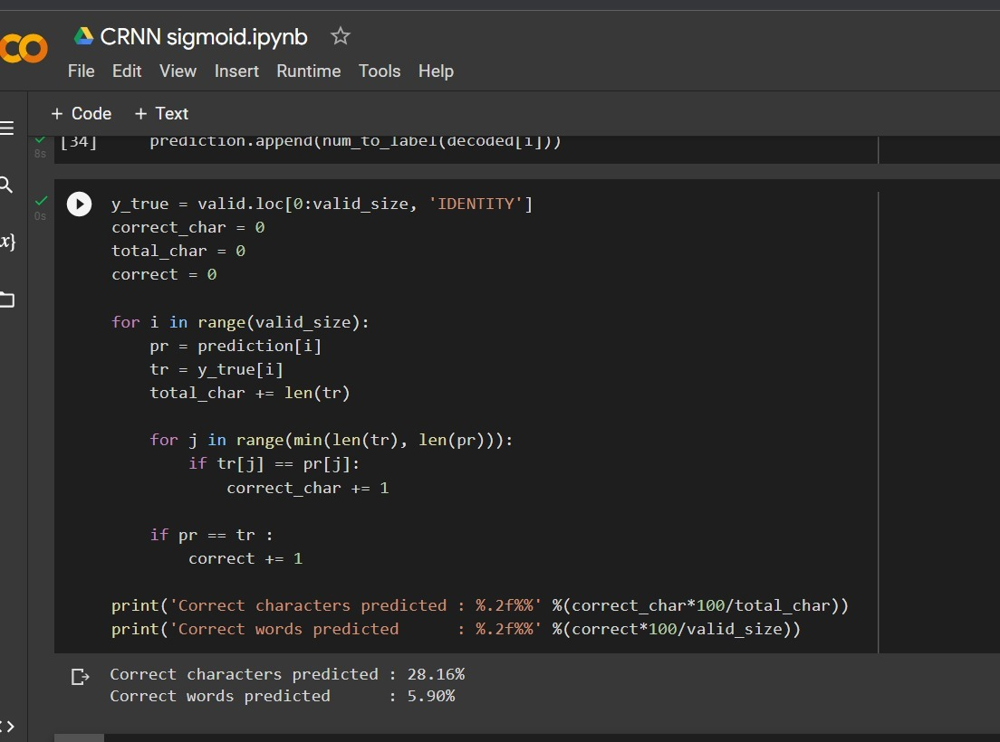 CRNN sigmoid.ipynb
File Edit View Insert Runtime Tools Help
+ Code + Text
[34] prediction.append(num_to_label(decoded[i]))
8s
y_true = valid.loc[0:valid_size, 'IDENTITY']
0s
correct_char = 0
total_char = 0
correct = 0
for i in range(valid_size):
pr = prediction[i]
tr = y_true[i]
total_char += len(tr)
for j in range(min(len(tr), len(pr))):
if tr[j] == pr[j]:
correct_char += 1
if pr == tr :
correct += 1
print('Correct characters predicted : %.2f%%' %(correct_char*100/total_char))
print('Correct words predicted      : %.2f%%' %(correct*100/valid_size))
Correct characters predicted : 28.16%
Correct words predicted      : 5.90%